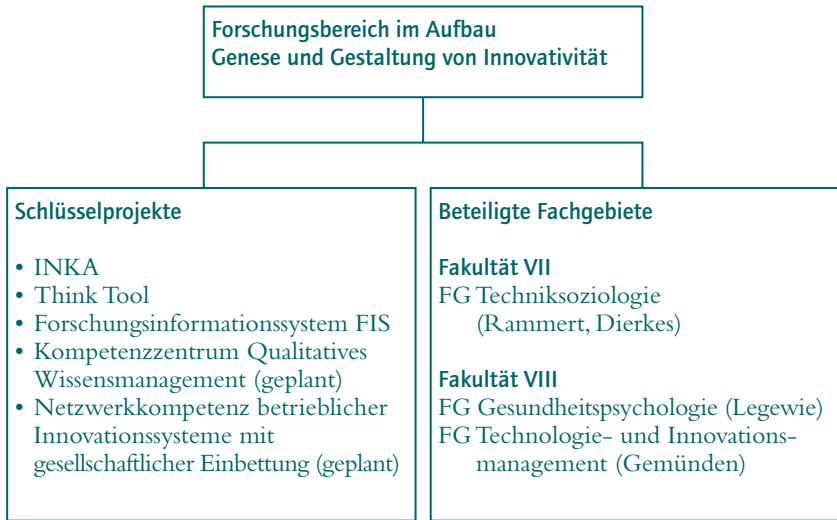 Forschungsbereich im Aufbau
Genese und Gestaltung von Innovativität
Schlüsselprojekte
• INKA
• Think Tool
• Forschungsinformationssystem FIS
• Kompetenzzentrum Qualitatives
Wissensmanagement (geplant)
• Netzwerkkompetenz betrieblicher
Innovationssysteme mit
gesellschaftlicher Einbettung (geplant)
Beteiligte Fachgebiete
Fakultät VII
FG Techniksoziologie
(Rammert, Dierkes)
Fakultät VIII
FG Gesundheitspsychologie (Legewie)
FG Technologie- und Innovations-
management (Gemünden)